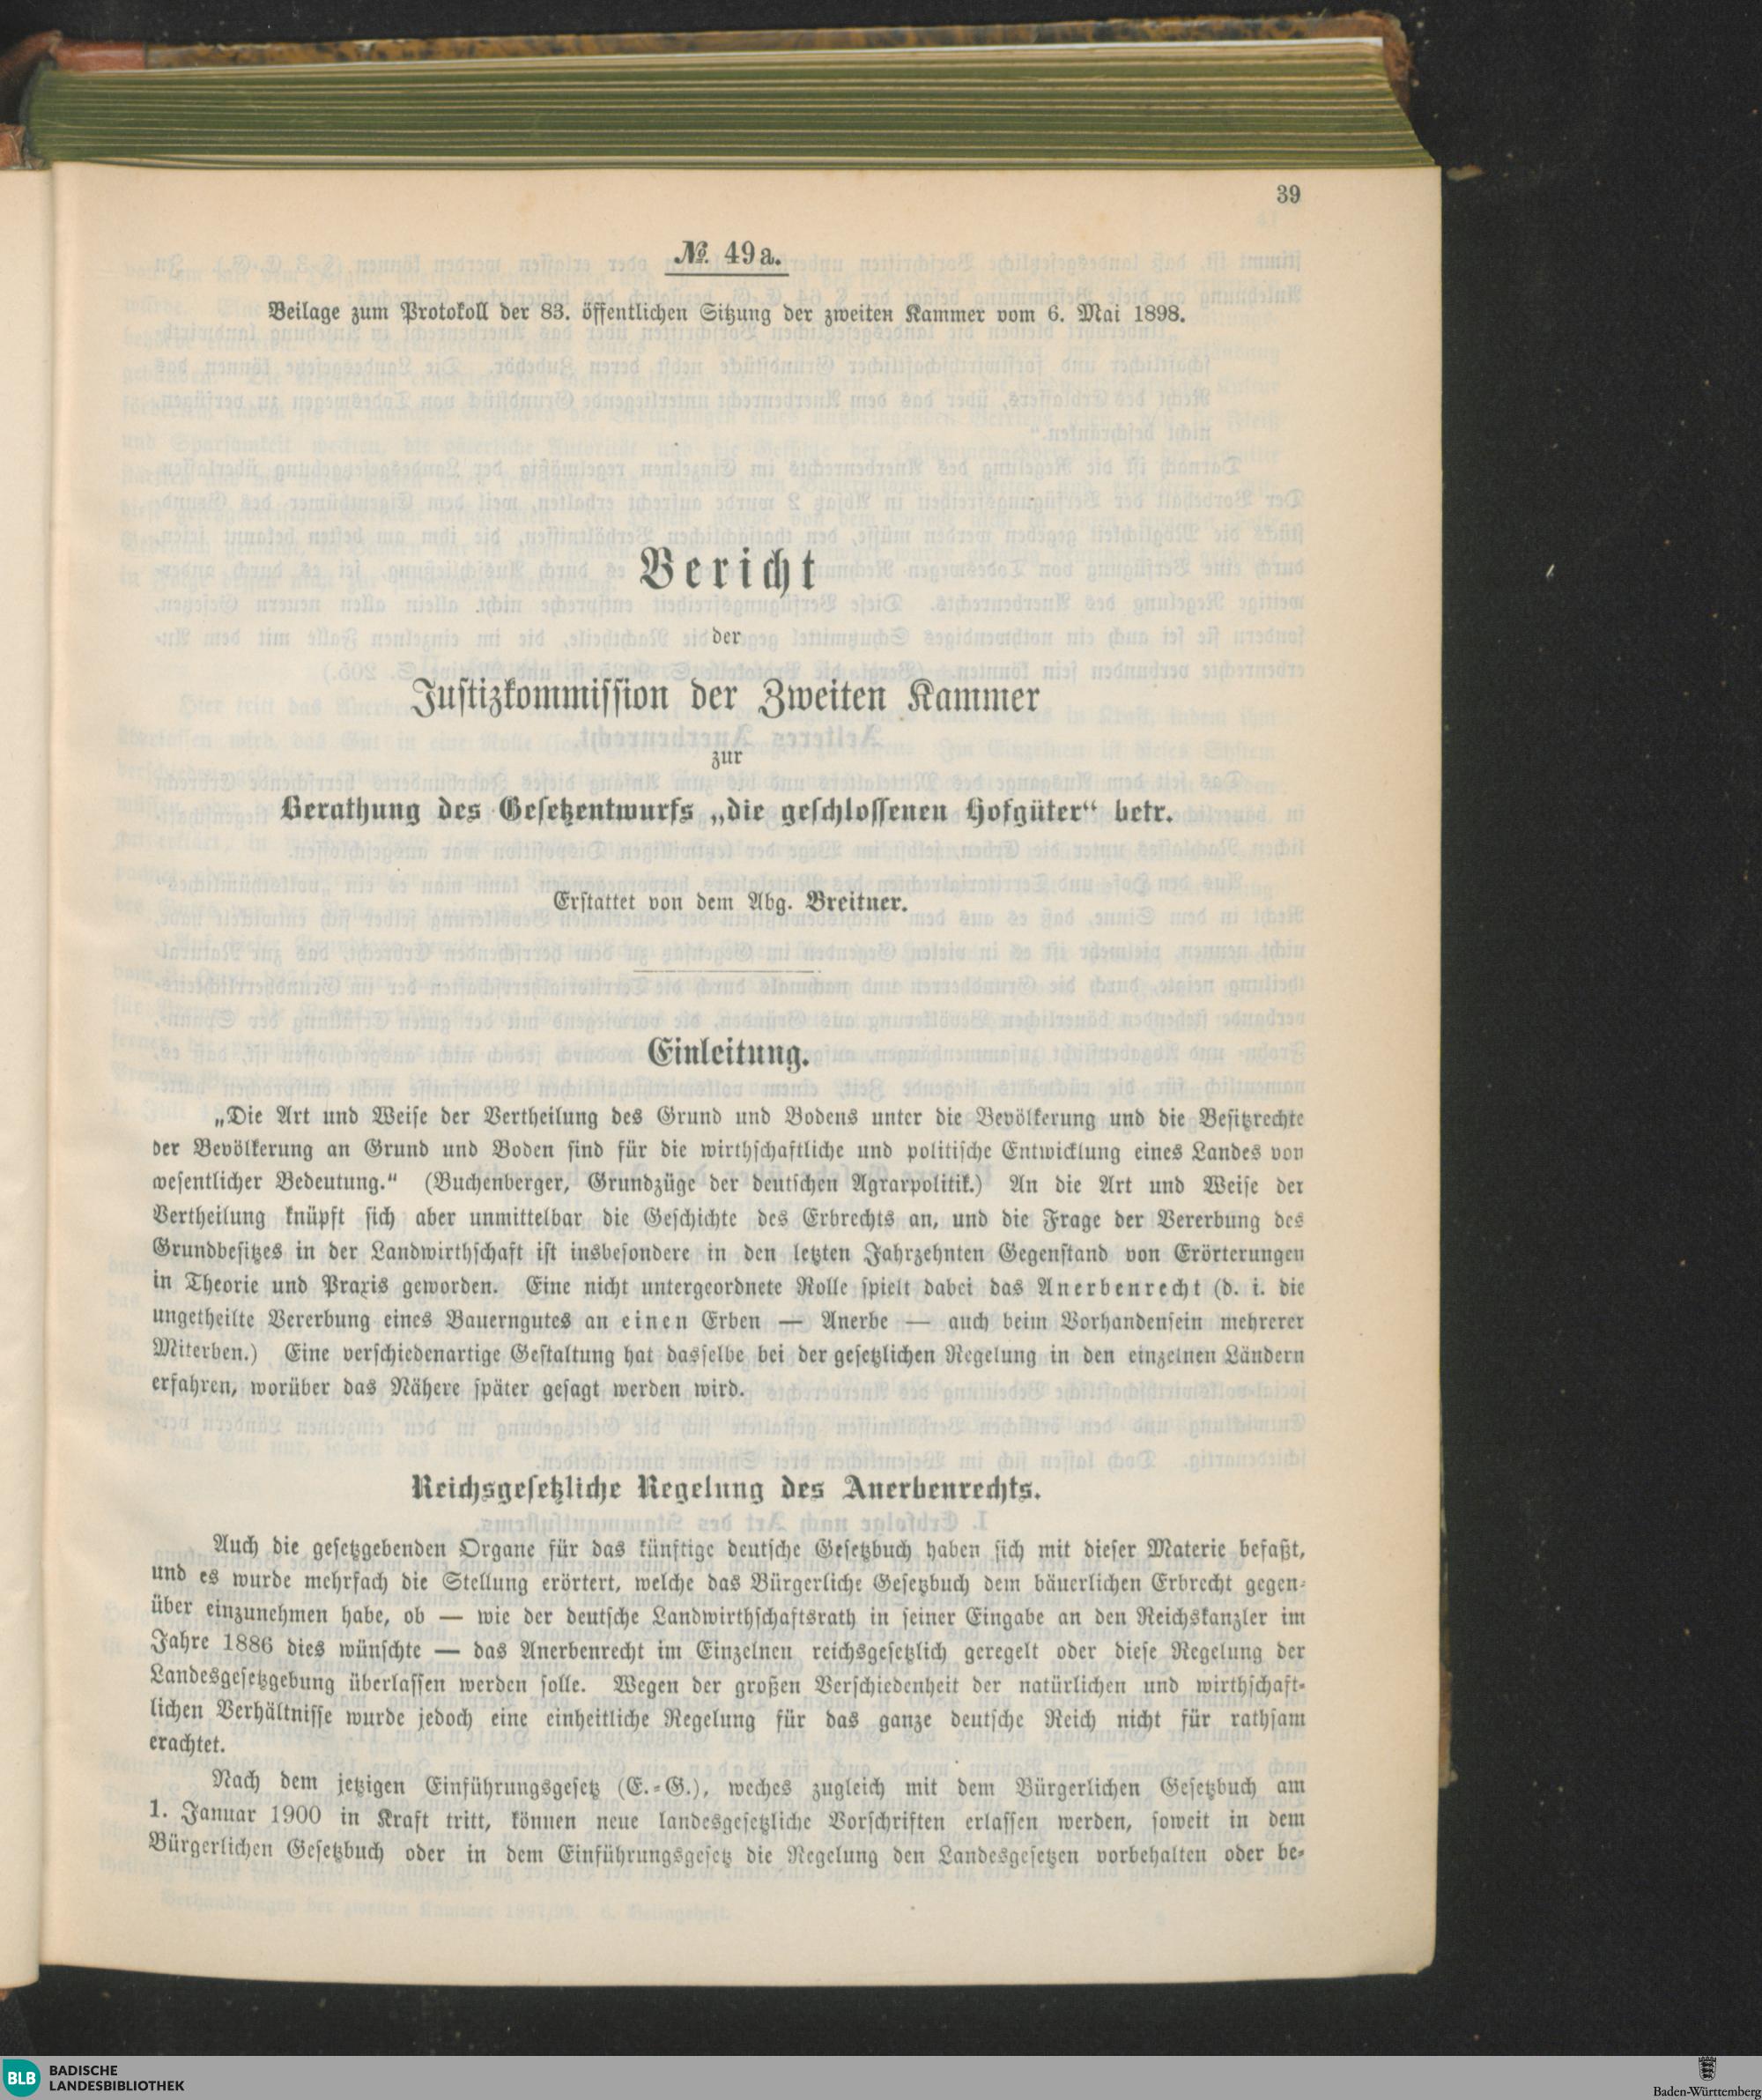 39
№. 49a.
Beilage zum Protokoll der 83. öffentlichen Sitzung der zweiten Kammer vom 6. Mai 1898.
Bericht
der
Justizkommission der Zweiten Kammer
zur
Berathung des Gesetzentwurfs „die geschlossenen Hofgüter“ betr.
Erstattet von dem Abg. Breitner.
Einleitung.
„Die Art und Weise der Vertheilung des Grund und Bodens unter die Bevölkerung und die Besitzrechte
der Bevölkerung an Grund und Boden sind für die wirthschaftliche und politische Entwicklung eines Landes von
wesentlicher Bedeutung.“ (Buchenberger, Grundzüge der deutschen Agrarpolitik.) An die Art und Weise der
Vertheilung knüpft sich aber unmittelbar die Geschichte des Erbrechts an, und die Frage der Vererbung des
Grundbesitzes in der Landwirthschaft ist insbesondere in den letzten Jahrzehnten Gegenstand von Erörterungen
in Theorie und Praxis geworden. Eine nicht untergeordnete Rolle spielt dabei das Anerbenrecht (d. i. die
ungetheilte Vererbung eines Bauerngutes an einen Erben — Anerbe — auch beim Vorhandensein mehrerer
Miterben.) Eine verschiedenartige Gestaltung hat dasselbe bei der gesetzlichen Regelung in den einzelnen Ländern
erfahren, worüber das Nähere später gesagt werden wird.
Reichsgesetzliche Regelung des Anerbenrechts.
Auch die gesetzgebenden Organe für das künftige deutsche Gesetzbuch haben sich mit dieser Materie befaßt,
und es wurde mehrfach die Stellung erörtert, welche das Bürgerliche Gesetzbuch dem bäuerlichen Erbrecht gegen-
über einzunehmen habe, ob — wie der deutsche Landwirthschaftsrath in seiner Eingabe an den Reichskanzler im
Jahre 1886 dies wünschte — das Anerbenrecht im Einzelnen reichsgesetzlich geregelt oder diese Regelung der
Landesgesetzgebung überlassen werden solle. Wegen der großen Verschiedenheit der natürlichen und wirthschaft-
lichen Verhältnisse wurde jedoch eine einheitliche Regelung für das ganze deutsche Reich nicht für rathsam
erachtet.
Nach dem jetzigen Einführungsgesetz (E.-G.), weches zugleich mit dem Bürgerlichen Gesetzbuch am
1. Januar 1900 in Kraft tritt, können neue landesgesetzliche Vorschriften erlassen werden, soweit in dem
Bürgerlichen Gesetzbuch oder in dem Einführungsgesetz die Regelung den Landesgesetzen vorbehalten oder be-
BLB BADISCHE
LANDESBIBLIOTHEK
Baden-Württemberg